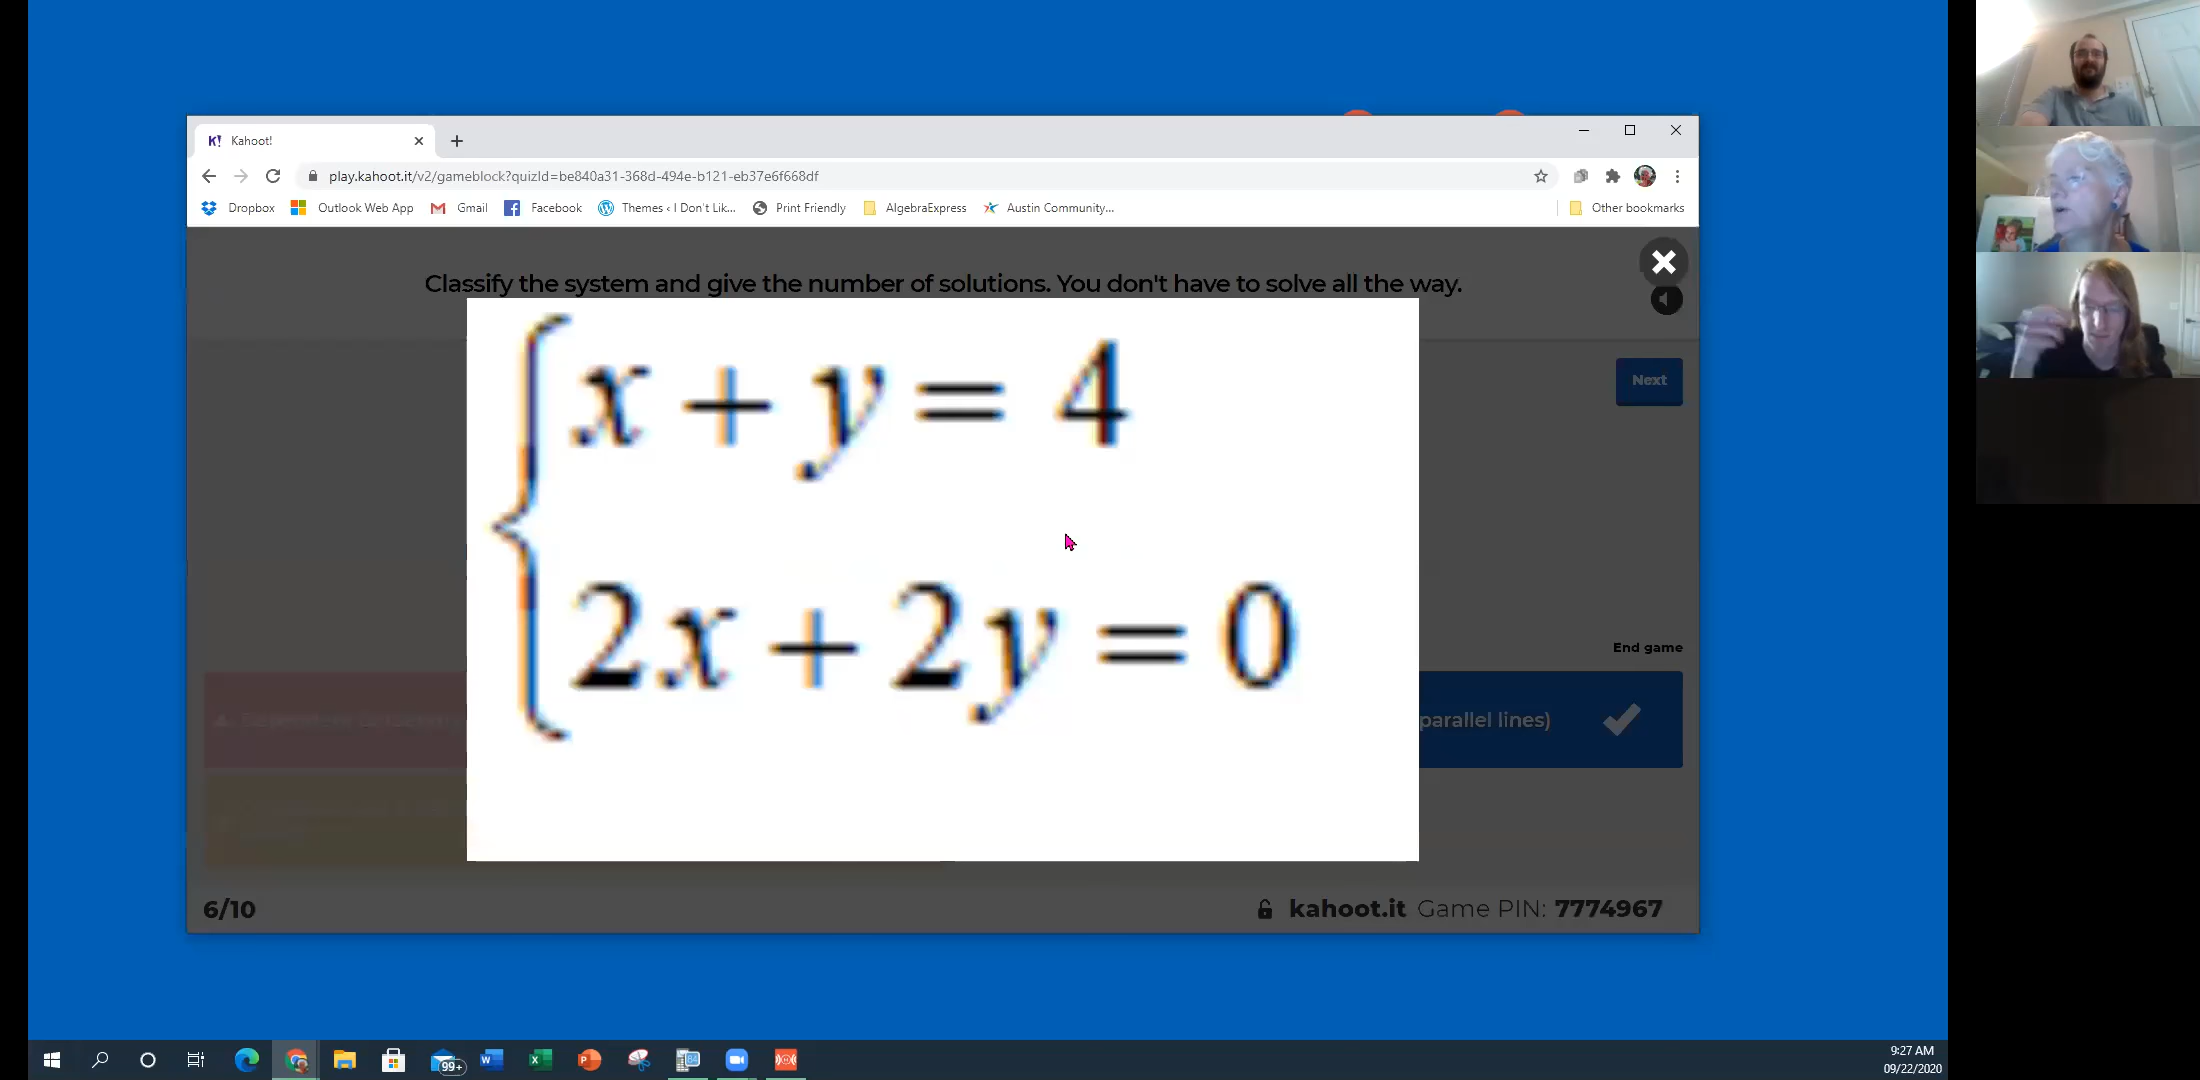 Kahoot!
play.kahoot.it/v2/gameblock?quizId=be840a31-368d-494e-b121-eb37e6f668df
Dropbox Outlook Web App Gmail Facebook Themes ‹ I Don't Lik... Print Friendly AlgebraExpress Austin Community... Other bookmarks
Classify the system and give the number of solutions. You don't have to solve all the way.
x + y = 4
Next
2x + 2y = 0
End game
parallel lines)
6/10
kahoot.it Game PIN: 7774967
99+
9:27 AM
09/22/2020